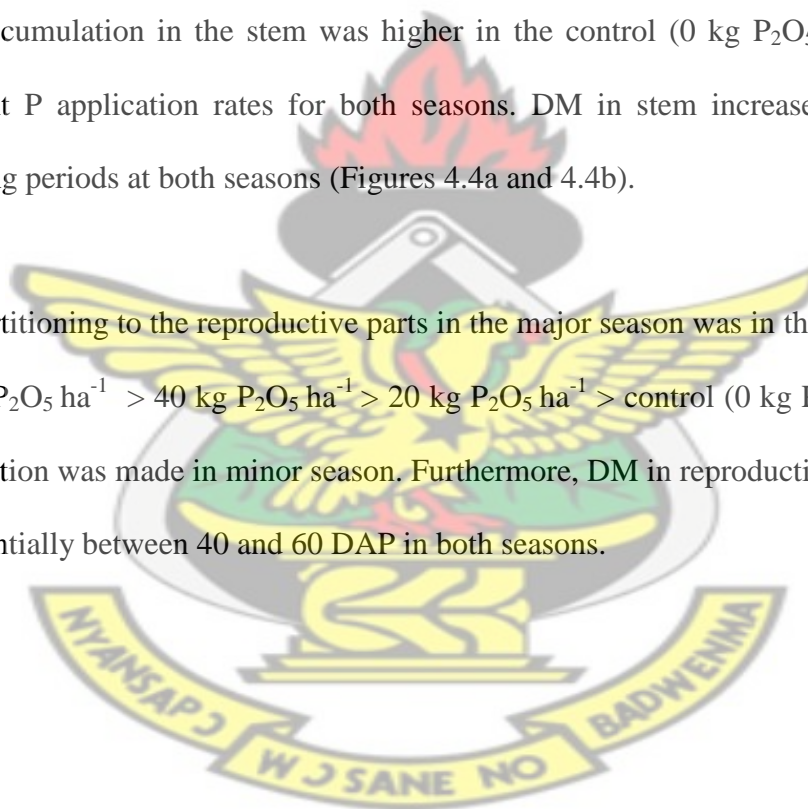 cumulation in the stem was higher in the control (0 kg P₂O₅
t P application rates for both seasons. DM in stem increase
g periods at both seasons (Figures 4.4a and 4.4b).
rtitioning to the reproductive parts in the major season was in th
P₂O₅ ha⁻¹ > 40 kg P₂O₅ ha⁻¹ > 20 kg P₂O₅ ha⁻¹ > control (0 kg P
tion was made in minor season. Furthermore, DM in reproducti
ntially between 40 and 60 DAP in both seasons.
NYANSAPƆ WƆSANE NO BADWENMA